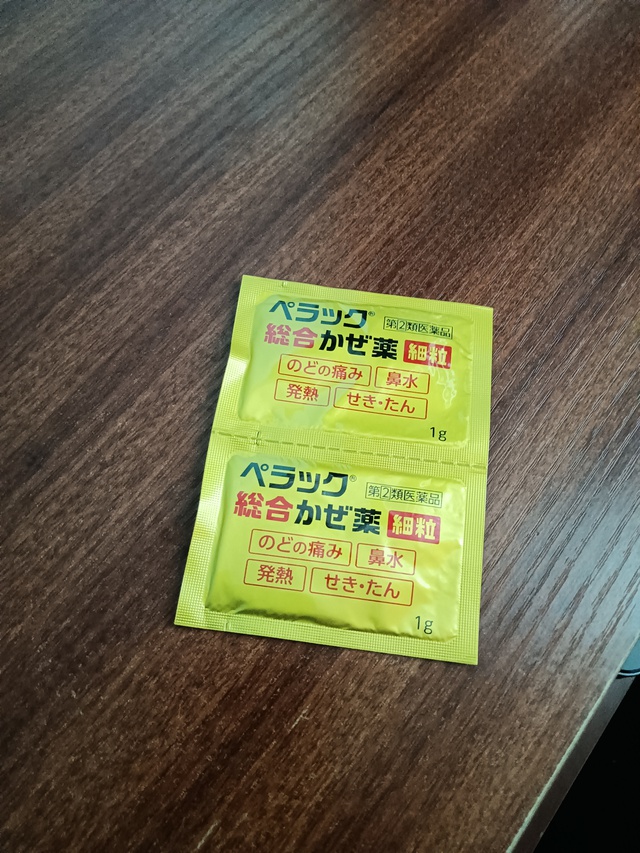 ペラック®
第②類医薬品
総合かぜ薬 細粒
のどの痛み 鼻水
発熱 せき・たん
1g
ペラック®
第②類医薬品
総合かぜ薬 細粒
のどの痛み 鼻水
発熱 せき・たん
1g